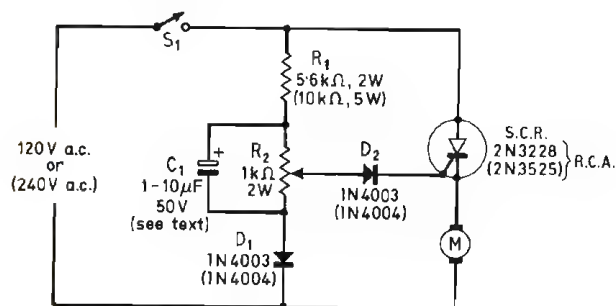 S1
R1
5·6kΩ, 2W
(10kΩ, 5W)
120V a.c.
or
(240V a.c.)
C1
1-10µF
50V
(see text)
+
R2
1kΩ
2W
D2
1N4003
(1N4004)
D1
1N4003
(1N4004)
S.C.R.
2N3228
(2N3525)
R.C.A.
M